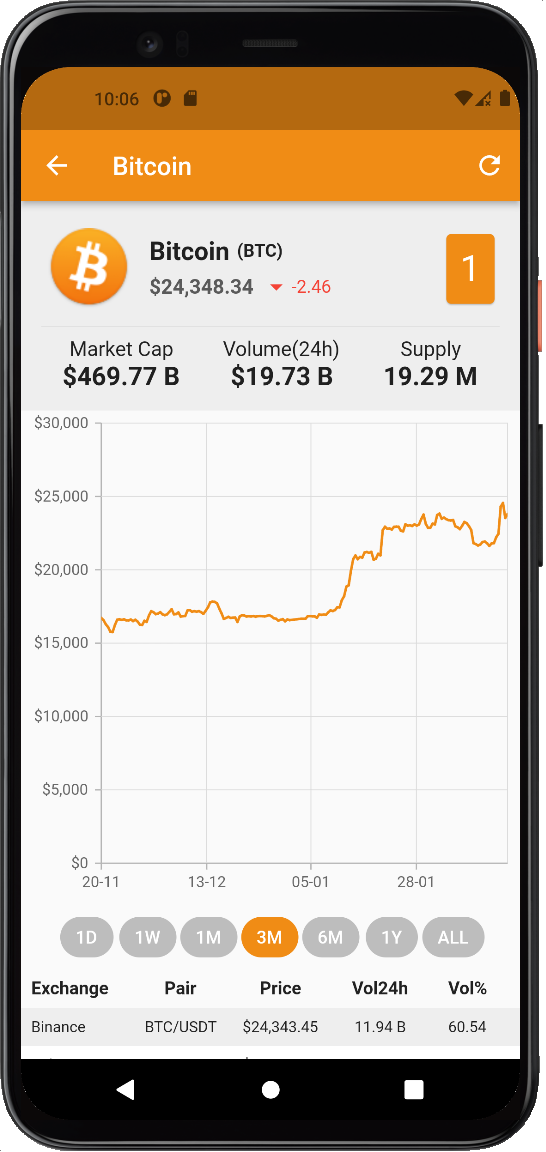 10:06
Bitcoin
Bitcoin (BTC)
$24,348.34 -2.46
1
Market Cap Volume(24h) Supply
$469.77 B $19.73 B 19.29 M
$30,000
$25,000
$20,000
$15,000
$10,000
$5,000
$0
20-11 13-12 05-01 28-01
1D 1W 1M 3M 6M 1Y ALL
Exchange Pair Price Vol24h Vol%
Binance BTC/USDT $24,343.45 11.94 B 60.54